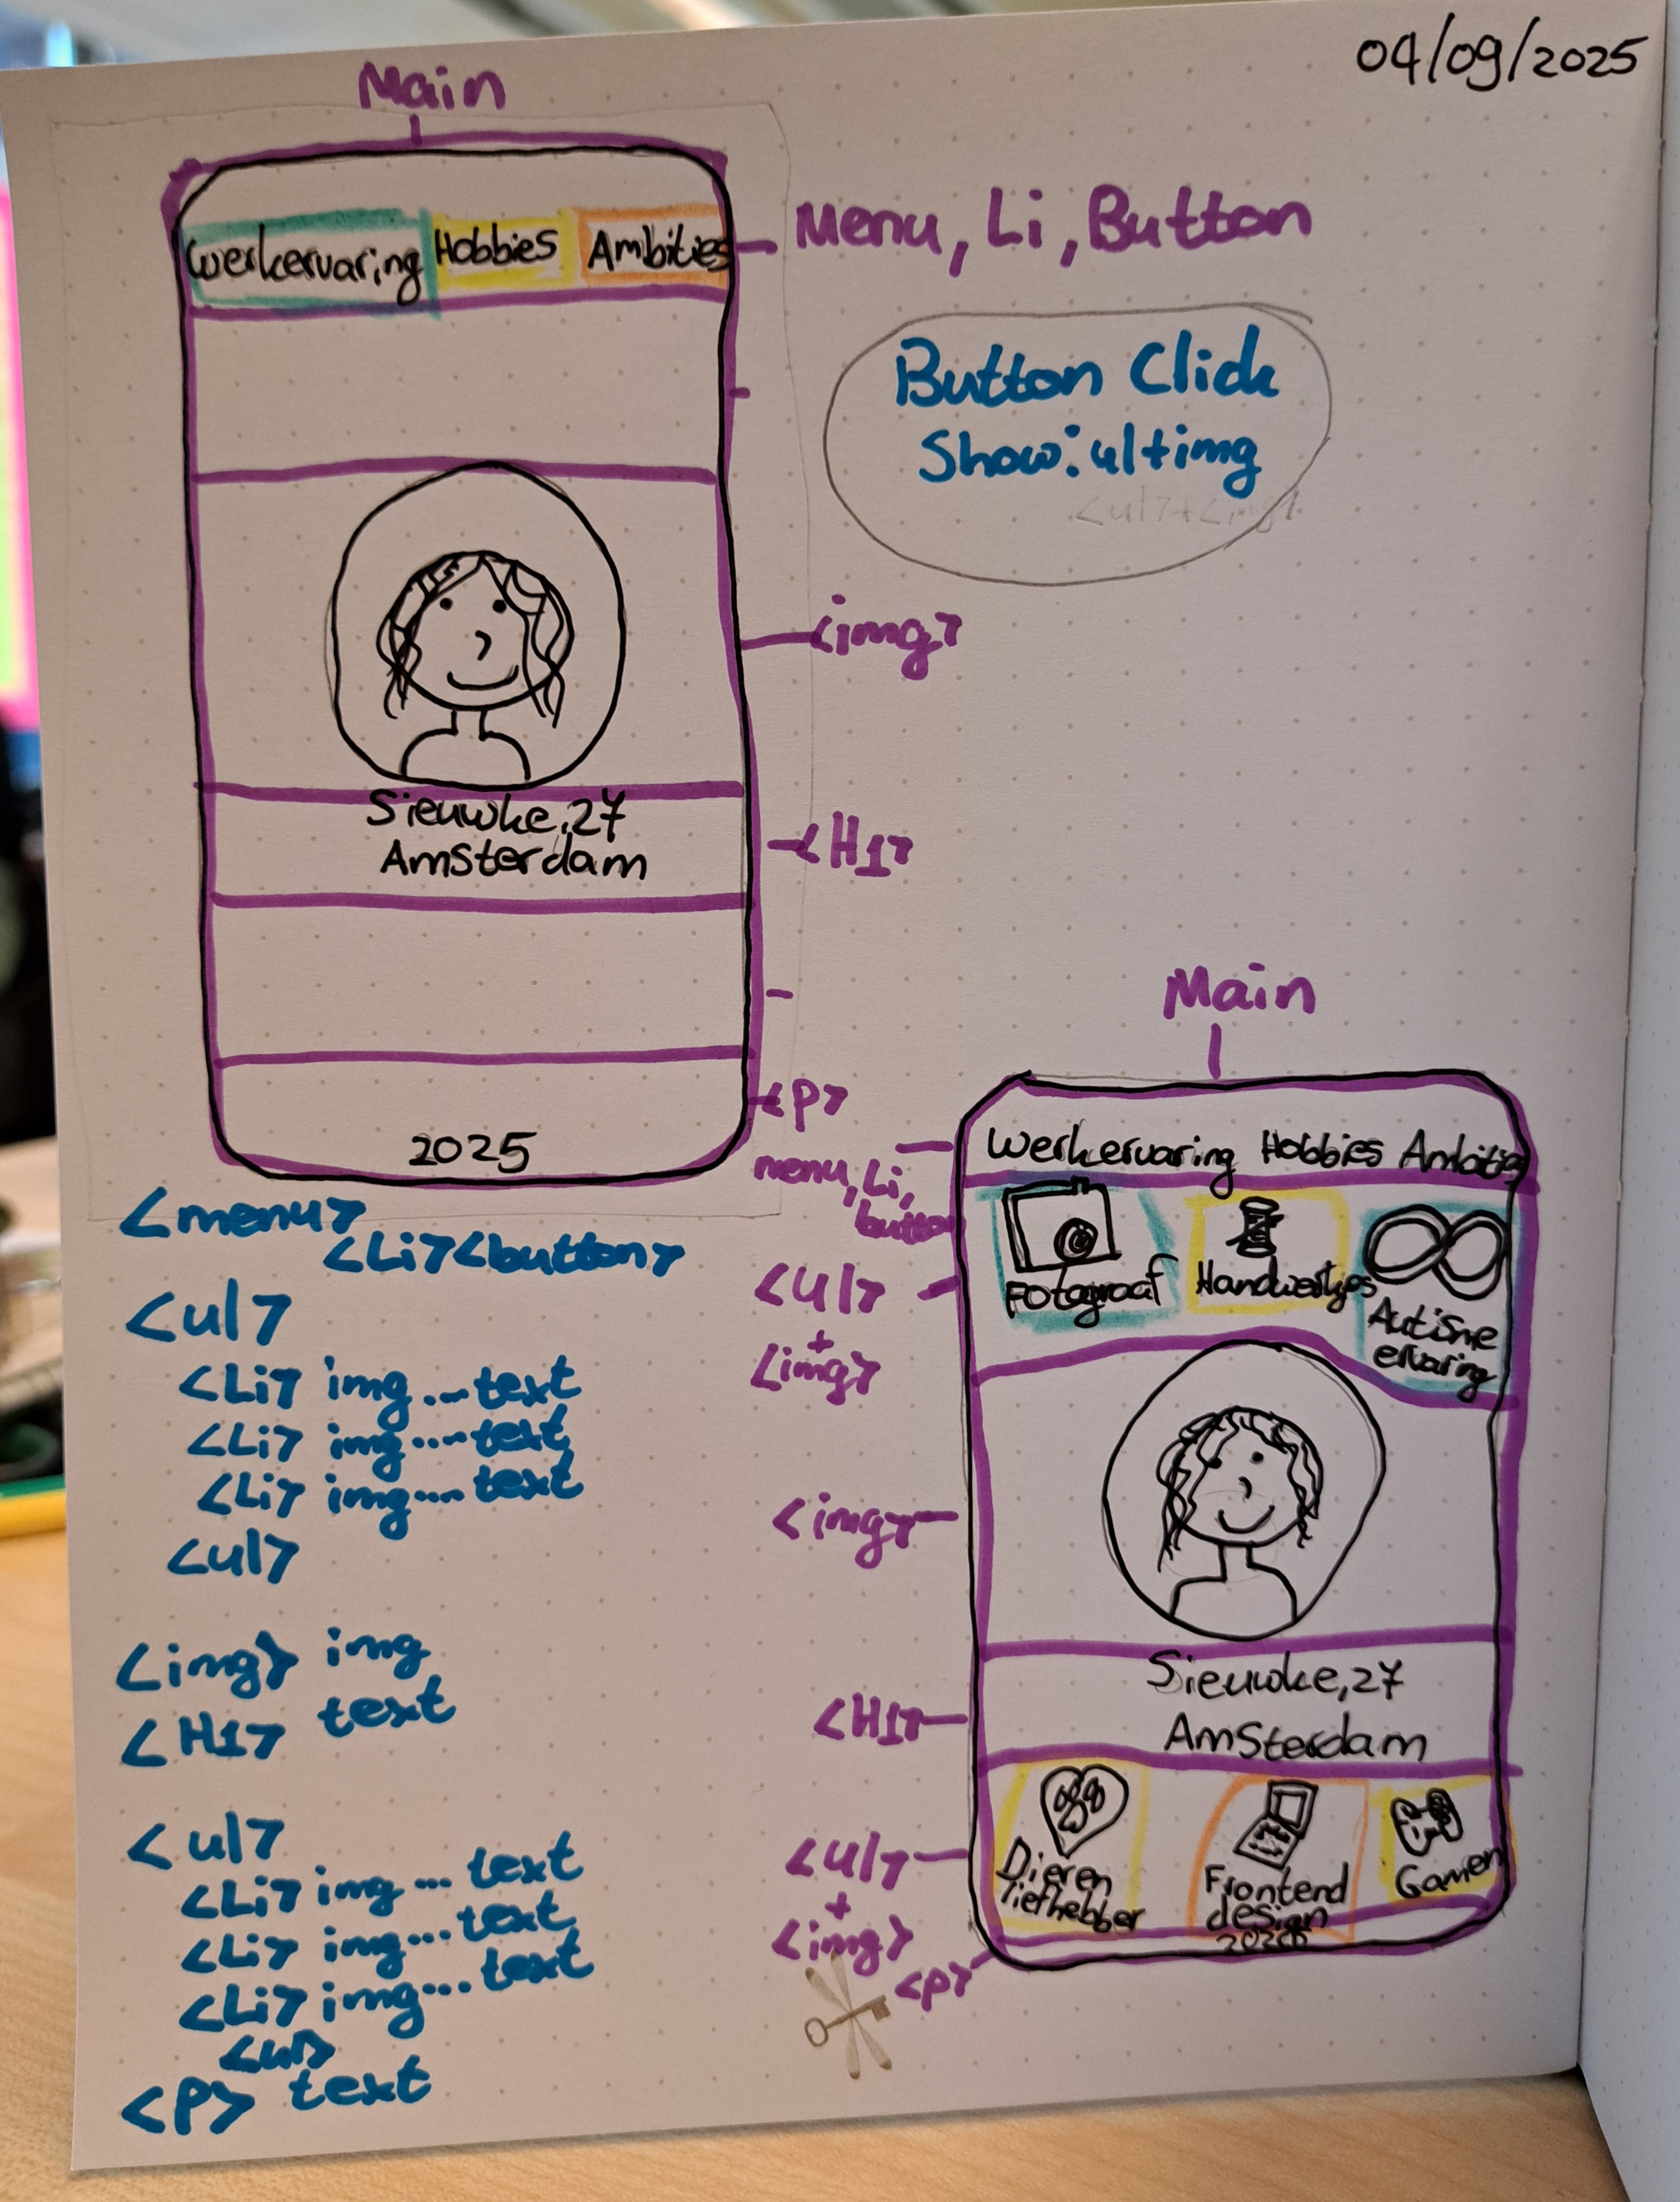 04/09/2025
Main
Werkervaring Hobbies Ambities
Menu, Li, Button
Button Click
Show: ul+img
<ul>+<img>
<img>
Sieuwke, 27
Amsterdam
<H1>
<P>
2025
<menu>
<Li><button>
<ul>
<Li> img...text
<Li> img....text
<Li> img....text
<ul>
<img> img
<H1> text
<ul>
<Li> img... text
<Li> img...text
<Li> img...text
<ul>
<P> text
Main
menu, Li,
button
Werkervaring Hobbies Ambities
<ul>
+
<img>
Fotograaf
Handwerkjes
Autisme
ervaring
<img>
<H1>
Sieuwke, 27
Amsterdam
<ul>
+
<img>
Dieren
liefhebber
Frontend
design
Gamen
<P>